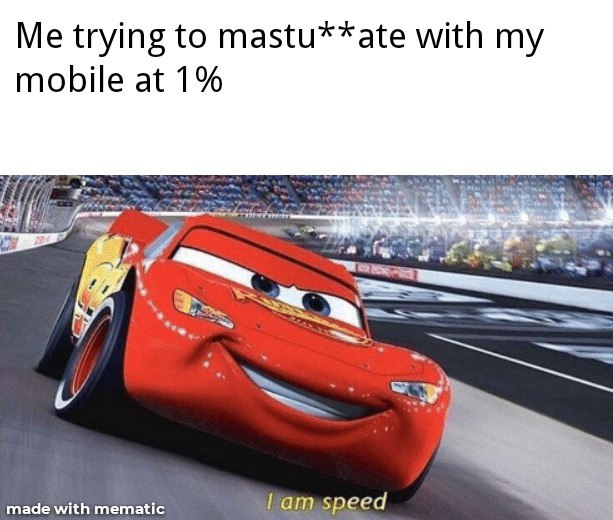 Me trying to mastu**ate with my
mobile at 1%
I am speed
made with mematic